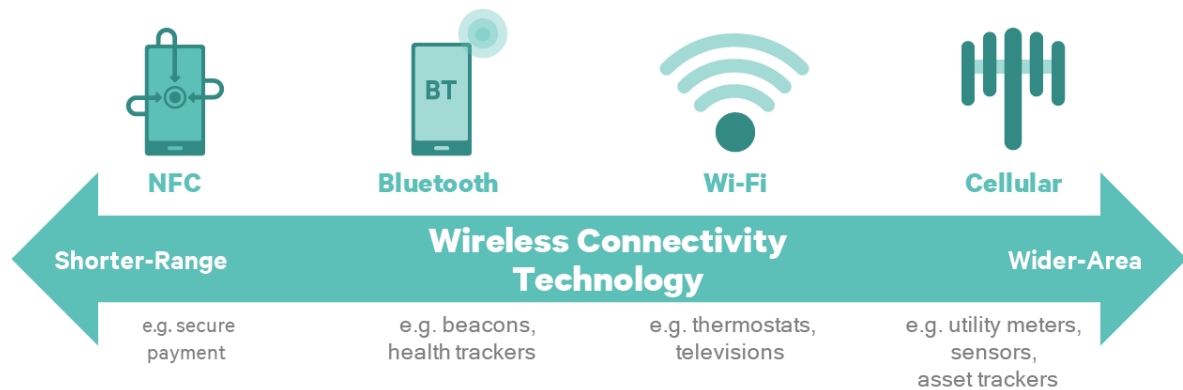 BT
NFC
Bluetooth
Wi-Fi
Cellular
Shorter-Range
Wireless Connectivity
Technology
Wider-Area
e.g. secure
payment
e.g. beacons,
health trackers
e.g. thermostats,
televisions
e.g. utility meters,
sensors,
asset trackers